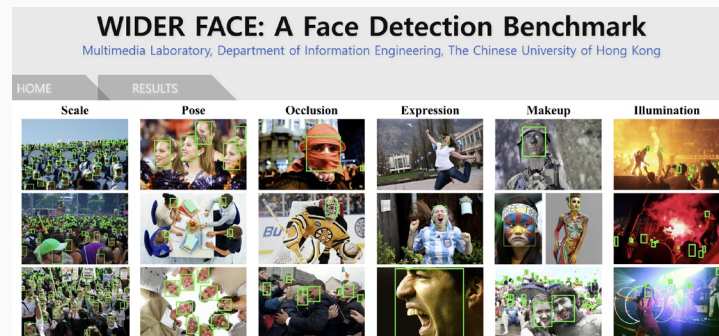 WIDER FACE: A Face Detection Benchmark
Multimedia Laboratory, Department of Information Engineering, The Chinese University of Hong Kong
HOME RESULTS
Scale Pose Occlusion Expression Makeup Illumination